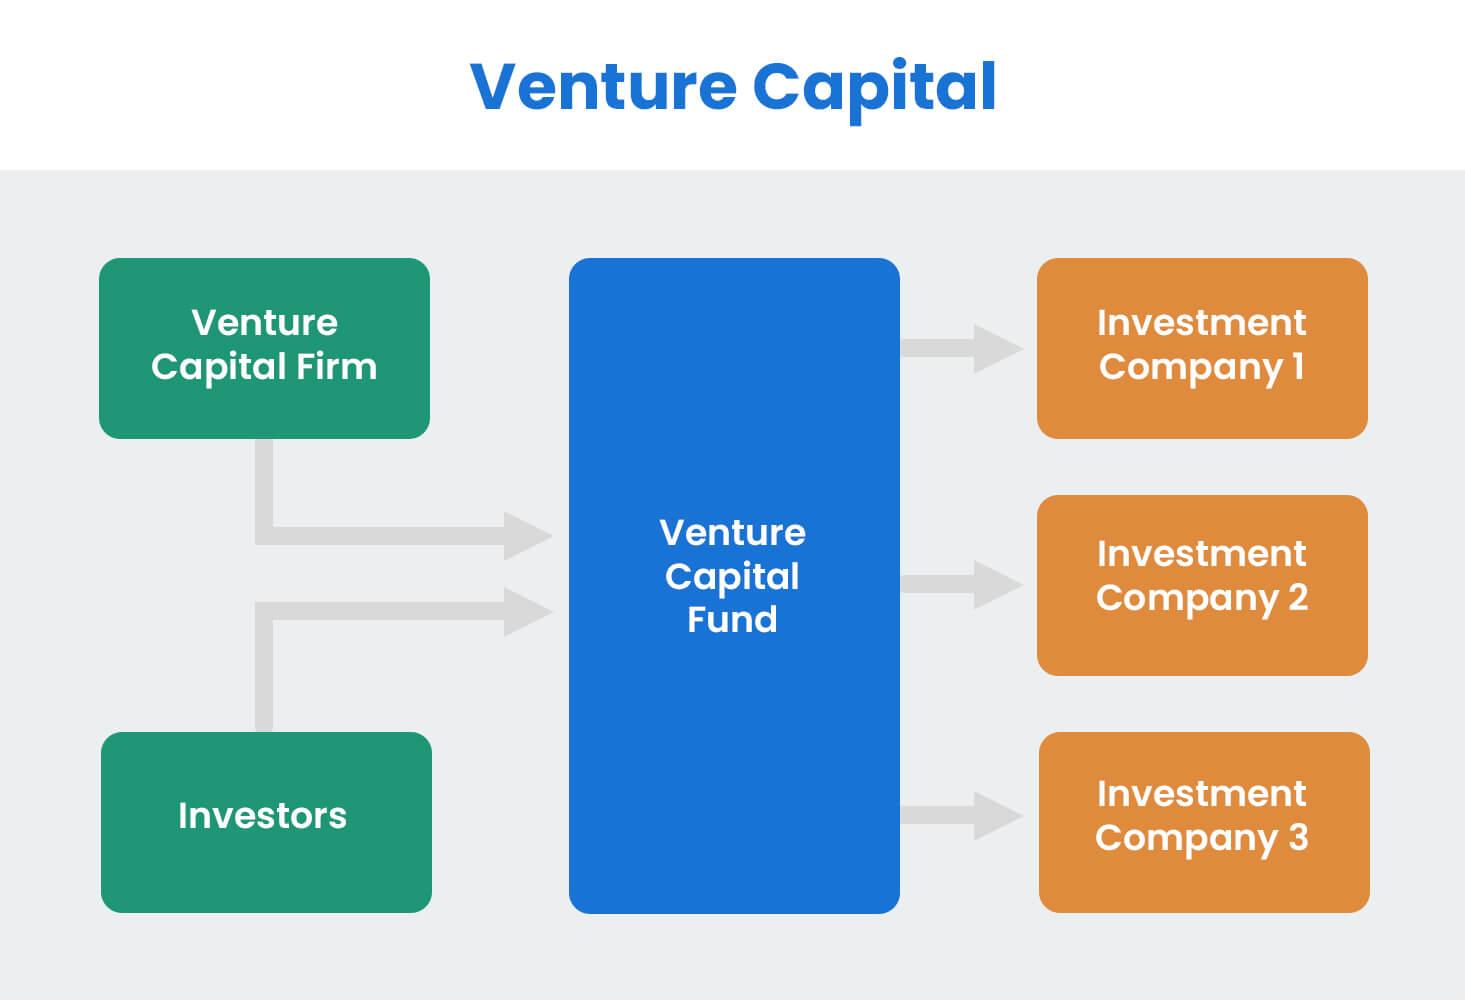 Venture Capital
Venture
Capital Firm
Investors
Venture
Capital
Fund
Investment
Company 1
Investment
Company 2
Investment
Company 3